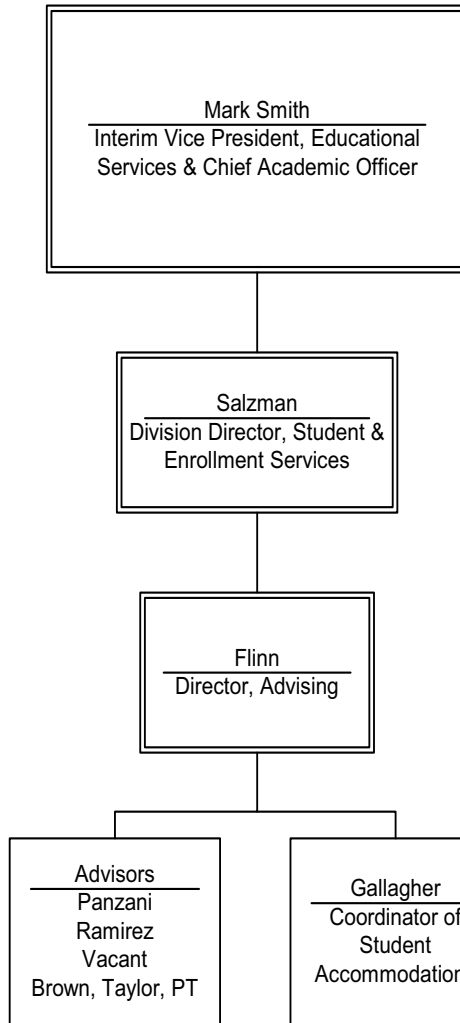 Mark Smith
Interim Vice President, Educational
Services & Chief Academic Officer
Salzman
Division Director, Student &
Enrollment Services
Flinn
Director, Advising
Advisors
Panzani
Ramirez
Vacant
Brown, Taylor, PT
Gallagher
Coordinator of
Student
Accommodation